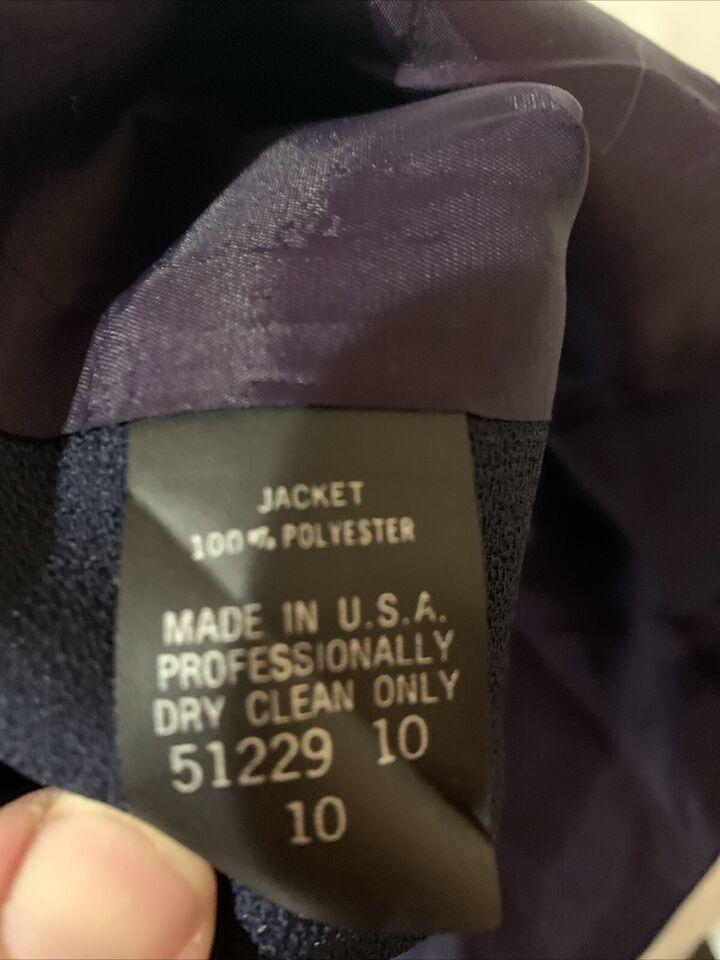 JACKET
100% POLYESTER
MADE IN U.S.A.
PROFESSIONALLY
DRY CLEAN ONLY
51229 10
10